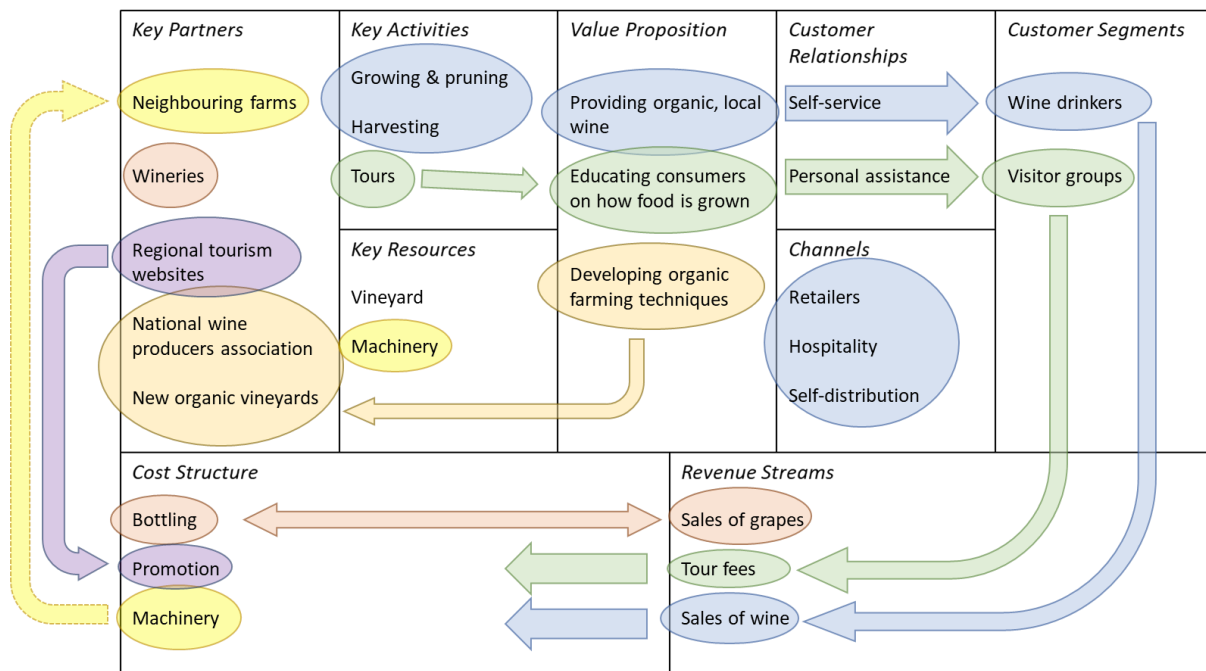 Key Partners
Neighbouring farms
Wineries
Regional tourism
websites
National wine
producers association
New organic vineyards
Key Activities
Growing & pruning
Harvesting
Tours
Key Resources
Vineyard
Machinery
Value Proposition
Providing organic, local
wine
Educating consumers
on how food is grown
Developing organic
farming techniques
Customer
Relationships
Self-service
Personal assistance
Channels
Retailers
Hospitality
Self-distribution
Customer Segments
Wine drinkers
Visitor groups
Cost Structure
Bottling
Promotion
Machinery
Revenue Streams
Sales of grapes
Tour fees
Sales of wine